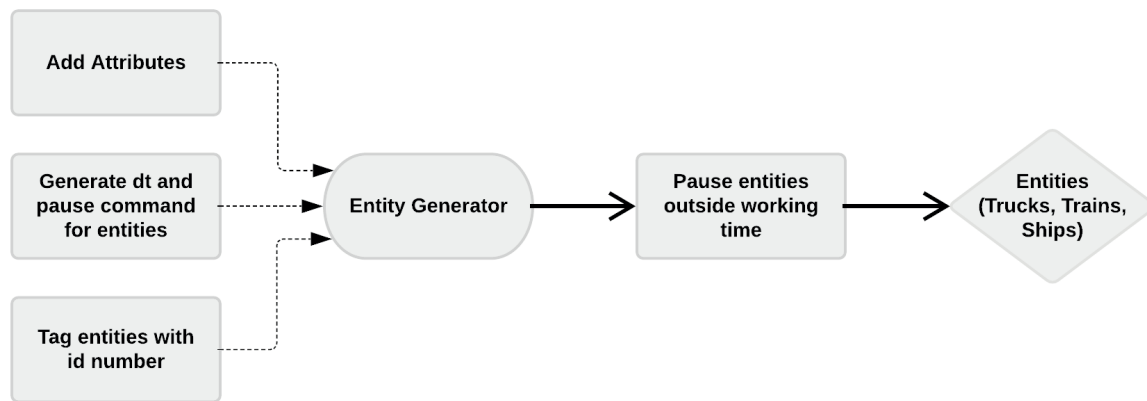 Add Attributes
Generate dt and
pause command
for entities
Tag entities with
id number
Entity Generator
Pause entities
outside working
time
Entities
(Trucks, Trains,
Ships)